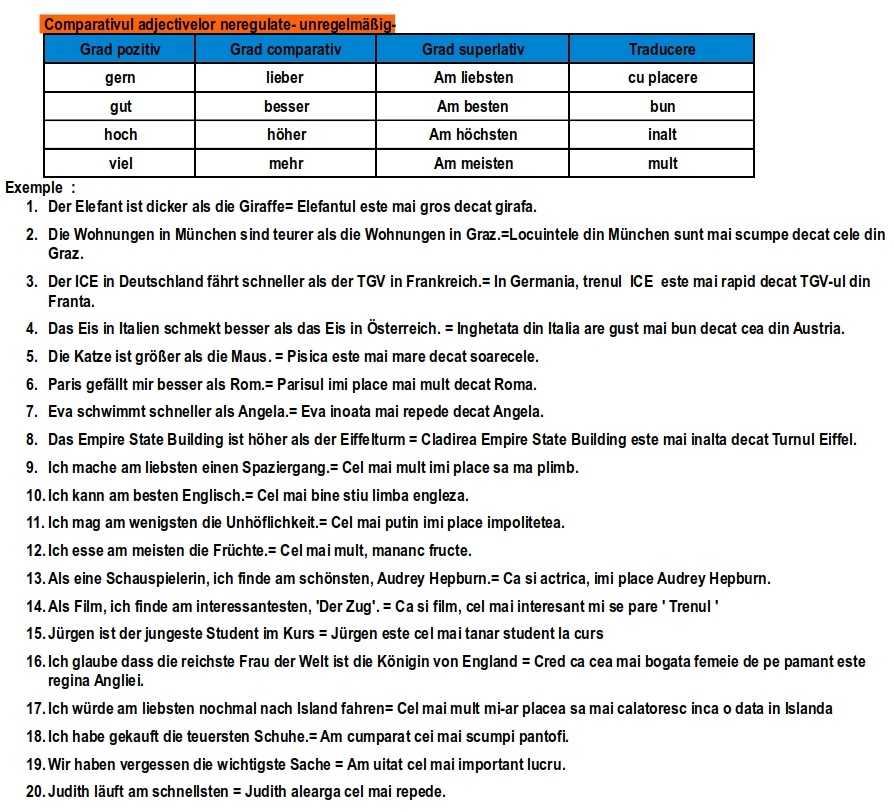 Comparativul adjectivelor neregulate- unregelmäßig-
Grad pozitiv Grad comparativ Grad superlativ Traducere
gern lieber Am liebsten cu placere
gut besser Am besten bun
hoch höher Am höchsten inalt
viel mehr Am meisten mult
Exemple :
1. Der Elefant ist dicker als die Giraffe= Elefantul este mai gros decat girafa.
2. Die Wohnungen in München sind teurer als die Wohnungen in Graz.=Locuintele din München sunt mai scumpe decat cele din
Graz.
3. Der ICE in Deutschland fährt schneller als der TGV in Frankreich.= In Germania, trenul ICE este mai rapid decat TGV-ul din
Franta.
4. Das Eis in Italien schmekt besser als das Eis in Österreich. = Inghetata din Italia are gust mai bun decat cea din Austria.
5. Die Katze ist größer als die Maus. = Pisica este mai mare decat soarecele.
6. Paris gefällt mir besser als Rom.= Parisul imi place mai mult decat Roma.
7. Eva schwimmt schneller als Angela.= Eva inoata mai repede decat Angela.
8. Das Empire State Building ist höher als der Eiffelturm = Cladirea Empire State Building este mai inalta decat Turnul Eiffel.
9. Ich mache am liebsten einen Spaziergang.= Cel mai mult imi place sa ma plimb.
10. Ich kann am besten Englisch.= Cel mai bine stiu limba engleza.
11. Ich mag am wenigsten die Unhöflichkeit.= Cel mai putin imi place impolitetea.
12. Ich esse am meisten die Früchte.= Cel mai mult, mananc fructe.
13. Als eine Schauspielerin, ich finde am schönsten, Audrey Hepburn.= Ca si actrica, imi place Audrey Hepburn.
14. Als Film, ich finde am interessantesten, 'Der Zug'. = Ca si film, cel mai interesant mi se pare ' Trenul '
15. Jürgen ist der jungeste Student im Kurs = Jürgen este cel mai tanar student la curs
16. Ich glaube dass die reichste Frau der Welt ist die Königin von England = Cred ca cea mai bogata femeie de pe pamant este
regina Angliei.
17. Ich würde am liebsten nochmal nach Island fahren= Cel mai mult mi-ar placea sa mai calatoresc inca o data in Islanda
18. Ich habe gekauft die teuersten Schuhe.= Am cumparat cei mai scumpi pantofi.
19. Wir haben vergessen die wichtigste Sache = Am uitat cel mai important lucru.
20. Judith läuft am schnellsten = Judith alearga cel mai repede.